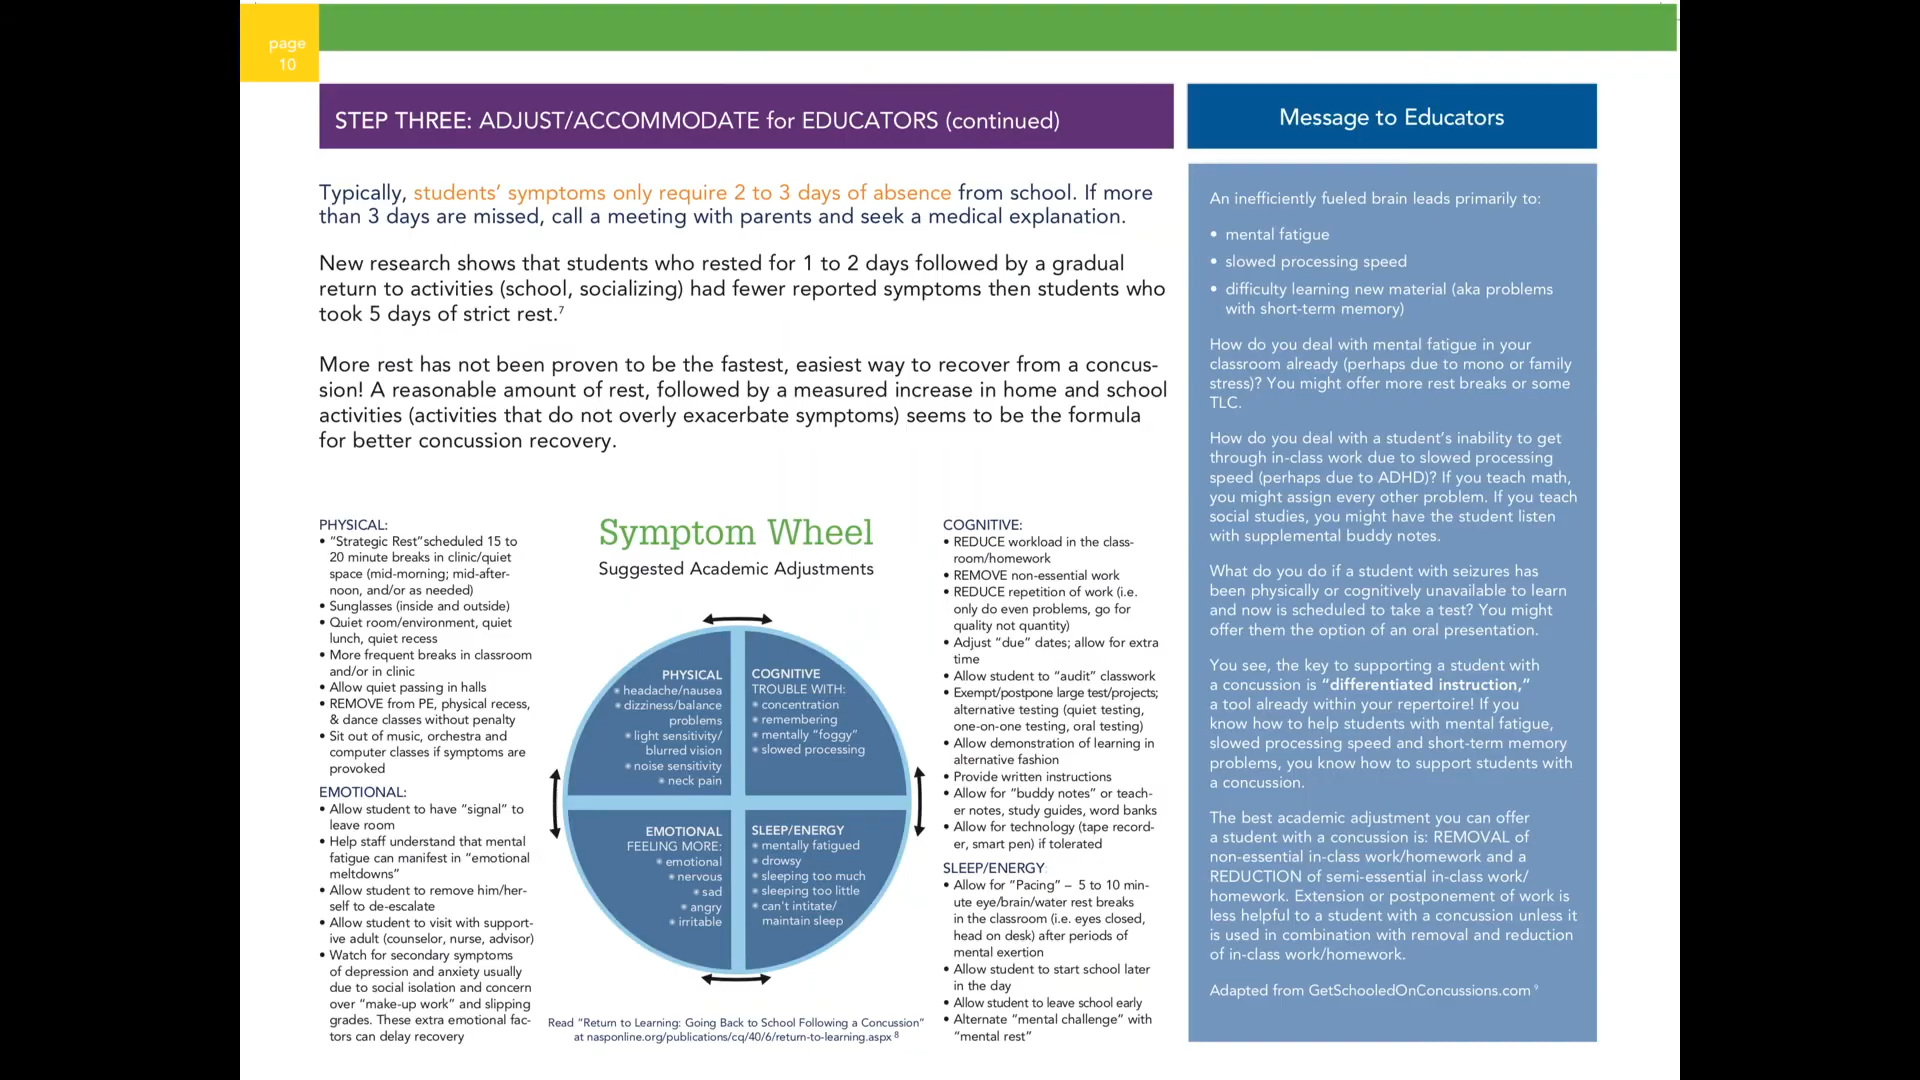 page
10
STEP THREE: ADJUST/ACCOMMODATE for EDUCATORS (continued)
Typically, students’ symptoms only require 2 to 3 days of absence from school. If more
than 3 days are missed, call a meeting with parents and seek a medical explanation.
New research shows that students who rested for 1 to 2 days followed by a gradual
return to activities (school, socializing) had fewer reported symptoms then students who
took 5 days of strict rest.⁷
More rest has not been proven to be the fastest, easiest way to recover from a concus-
sion! A reasonable amount of rest, followed by a measured increase in home and school
activities (activities that do not overly exacerbate symptoms) seems to be the formula
for better concussion recovery.
PHYSICAL:
• “Strategic Rest”scheduled 15 to
20 minute breaks in clinic/quiet
space (mid-morning; mid-after-
noon, and/or as needed)
• Sunglasses (inside and outside)
• Quiet room/environment, quiet
lunch, quiet recess
• More frequent breaks in classroom
and/or in clinic
• Allow quiet passing in halls
• REMOVE from PE, physical recess,
& dance classes without penalty
• Sit out of music, orchestra and
computer classes if symptoms are
provoked
EMOTIONAL:
• Allow student to have “signal” to
leave room
• Help staff understand that mental
fatigue can manifest in “emotional
meltdowns”
• Allow student to remove him/her-
self to de-escalate
• Allow student to visit with support-
ive adult (counselor, nurse, advisor)
• Watch for secondary symptoms
of depression and anxiety usually
due to social isolation and concern
over “make-up work” and slipping
grades. These extra emotional fac-
tors can delay recovery
Symptom Wheel
Suggested Academic Adjustments
PHYSICAL
• headache/nausea
• dizziness/balance
problems
• light sensitivity/
blurred vision
• noise sensitivity
• neck pain
COGNITIVE
TROUBLE WITH:
• concentration
• remembering
• mentally “foggy”
• slowed processing
EMOTIONAL
FEELING MORE:
• emotional
• nervous
• sad
• angry
• irritable
SLEEP/ENERGY
• mentally fatigued
• drowsy
• sleeping too much
• sleeping too little
• can't intitate/
maintain sleep
Read “Return to Learning: Going Back to School Following a Concussion”
at nasponline.org/publications/cq/40/6/return-to-learning.aspx ⁸
COGNITIVE:
• REDUCE workload in the class-
room/homework
• REMOVE non-essential work
• REDUCE repetition of work (i.e.
only do even problems, go for
quality not quantity)
• Adjust “due” dates; allow for extra
time
• Allow student to “audit” classwork
• Exempt/postpone large test/projects;
alternative testing (quiet testing,
one-on-one testing, oral testing)
• Allow demonstration of learning in
alternative fashion
• Provide written instructions
• Allow for “buddy notes” or teach-
er notes, study guides, word banks
• Allow for technology (tape record-
er, smart pen) if tolerated
SLEEP/ENERGY:
• Allow for “Pacing” – 5 to 10 min-
ute eye/brain/water rest breaks
in the classroom (i.e. eyes closed,
head on desk) after periods of
mental exertion
• Allow student to start school later
in the day
• Allow student to leave school early
• Alternate “mental challenge” with
“mental rest”
Message to Educators
An inefficiently fueled brain leads primarily to:
• mental fatigue
• slowed processing speed
• difficulty learning new material (aka problems
with short-term memory)
How do you deal with mental fatigue in your
classroom already (perhaps due to mono or family
stress)? You might offer more rest breaks or some
TLC.
How do you deal with a student’s inability to get
through in-class work due to slowed processing
speed (perhaps due to ADHD)? If you teach math,
you might assign every other problem. If you teach
social studies, you might have the student listen
with supplemental buddy notes.
What do you do if a student with seizures has
been physically or cognitively unavailable to learn
and now is scheduled to take a test? You might
offer them the option of an oral presentation.
You see, the key to supporting a student with
a concussion is “differentiated instruction,”
a tool already within your repertoire! If you
know how to help students with mental fatigue,
slowed processing speed and short-term memory
problems, you know how to support students with
a concussion.
The best academic adjustment you can offer
a student with a concussion is: REMOVAL of
non-essential in-class work/homework and a
REDUCTION of semi-essential in-class work/
homework. Extension or postponement of work is
less helpful to a student with a concussion unless it
is used in combination with removal and reduction
of in-class work/homework.
Adapted from GetSchooledOnConcussions.com ⁹